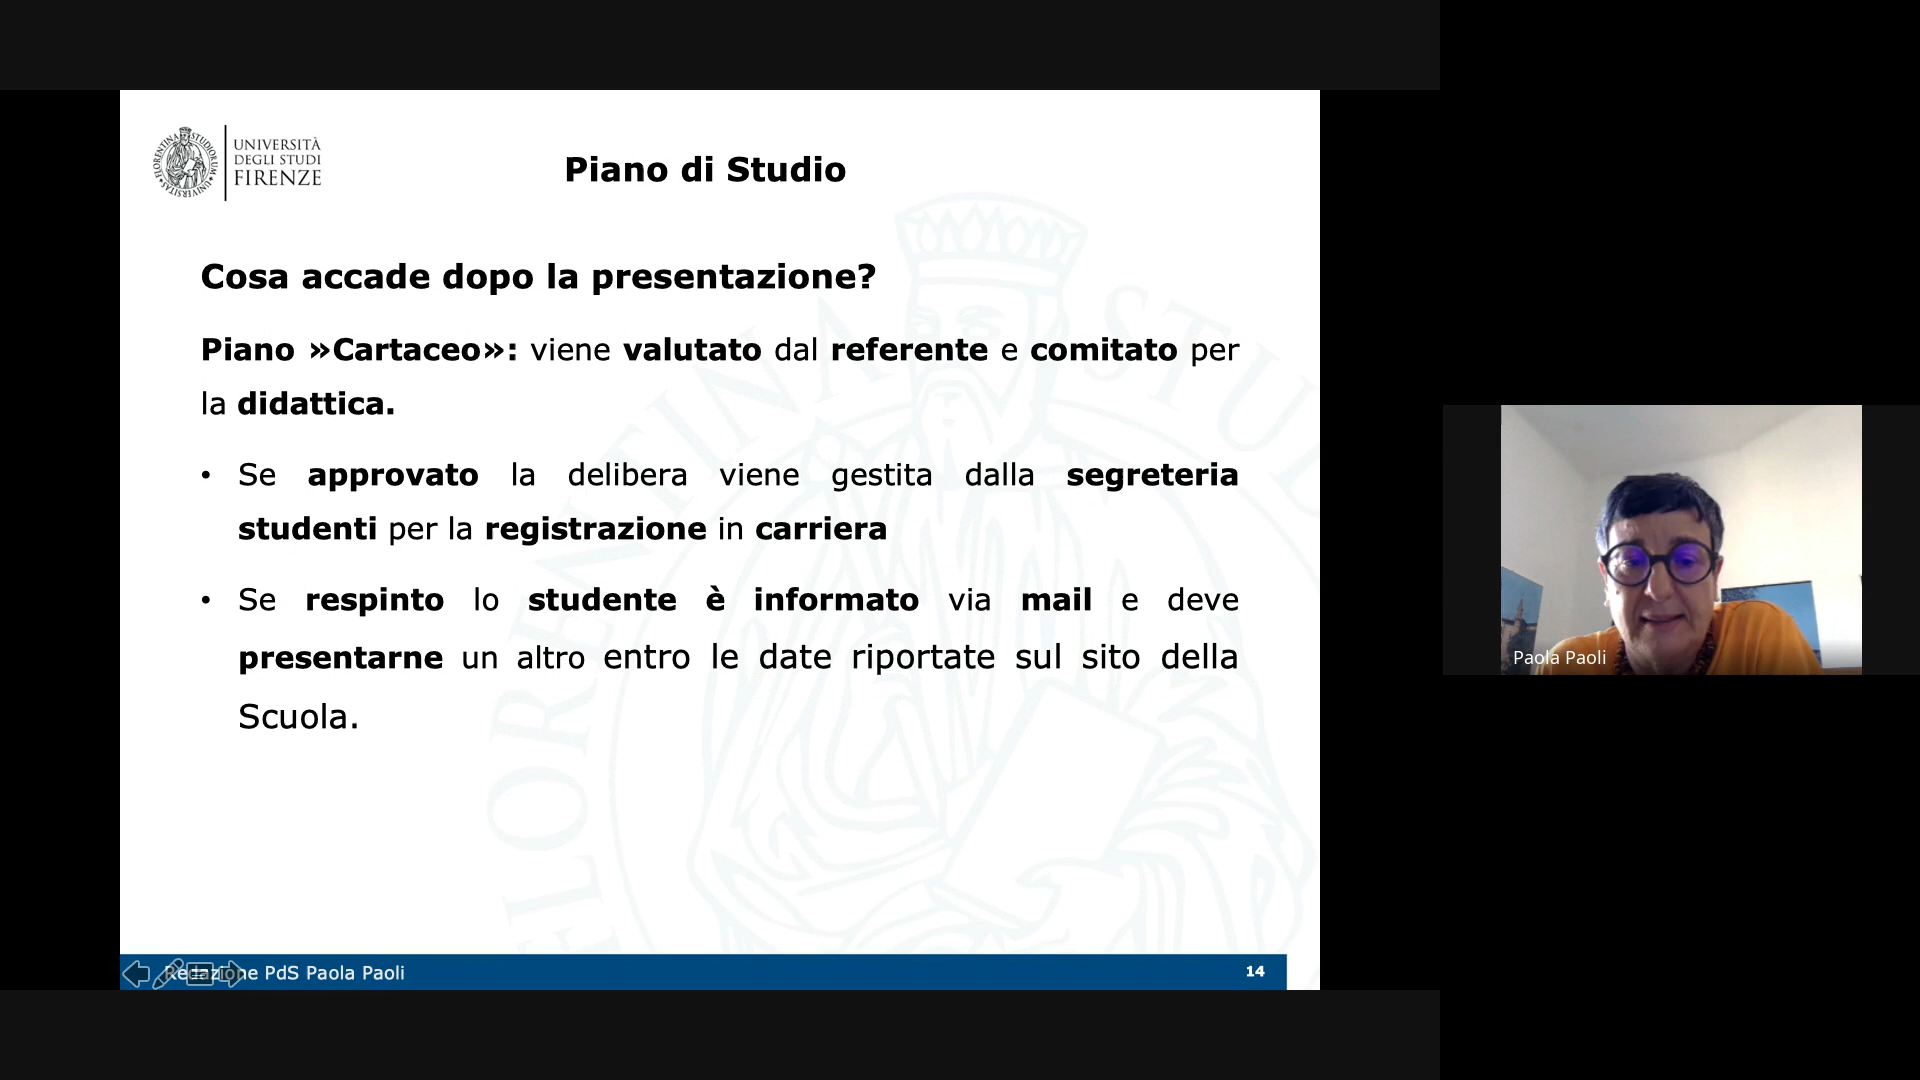 UNIVERSITÀ
DEGLI STUDI
FIRENZE
Piano di Studio
Cosa accade dopo la presentazione?
Piano »Cartaceo»: viene valutato dal referente e comitato per
la didattica.
• Se approvato la delibera viene gestita dalla segreteria
studenti per la registrazione in carriera
• Se respinto lo studente è informato via mail e deve
presentarne un altro entro le date riportate sul sito della
Scuola.
Redazione PdS Paola Paoli
14
Paola Paoli